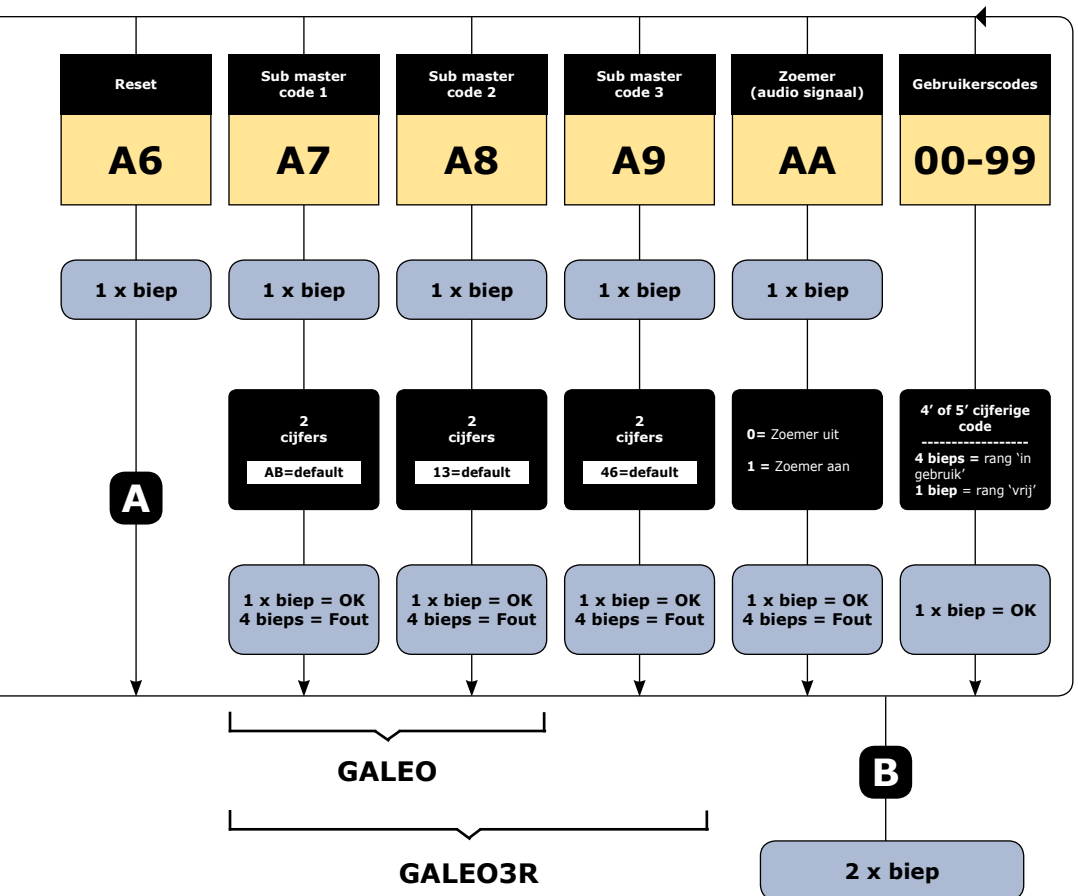 Reset
A6
1 x biep
A
Sub master
code 1
A7
1 x biep
2
cijfers
AB=default
1 x biep = OK
4 bieps = Fout
Sub master
code 2
A8
1 x biep
2
cijfers
13=default
1 x biep = OK
4 bieps = Fout
Sub master
code 3
A9
1 x biep
2
cijfers
46=default
1 x biep = OK
4 bieps = Fout
Zoemer
(audio signaal)
AA
1 x biep
0= Zoemer uit
1 = Zoemer aan
1 x biep = OK
4 bieps = Fout
Gebruikerscodes
00-99
4’ of 5’ cijferige
code
------------------
4 bieps = rang ‘in
gebruik’
1 biep = rang ‘vrij’
1 x biep = OK
GALEO
GALEO3R
B
2 x biep